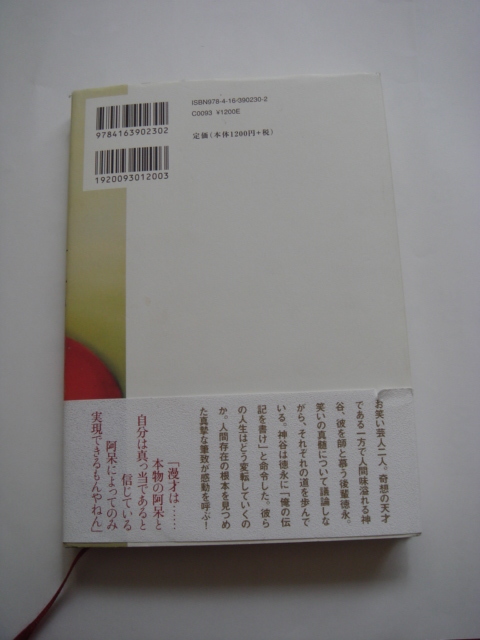 ISBN978-4-16-390230-2
C0093 ¥1200E
定価(本体1200円+税)
9784163902302
1920093012003
お笑い芸人二人。奇想の天才
である一方で人間味溢れる神
谷、彼を師と慕う後輩徳永。
笑いの真髄について議論しな
がら、それぞれの道を歩んで
いる。神谷は徳永に「俺の伝
記を書け」と命令した。彼ら
の人生はどう変転していくの
か。人間存在の根本を見つめ
た真摯な筆致が感動を呼ぶ!
「漫才は……
本物の阿呆と
自分は真っ当であると
信じている
阿呆によってのみ
実現できるもんやねん」